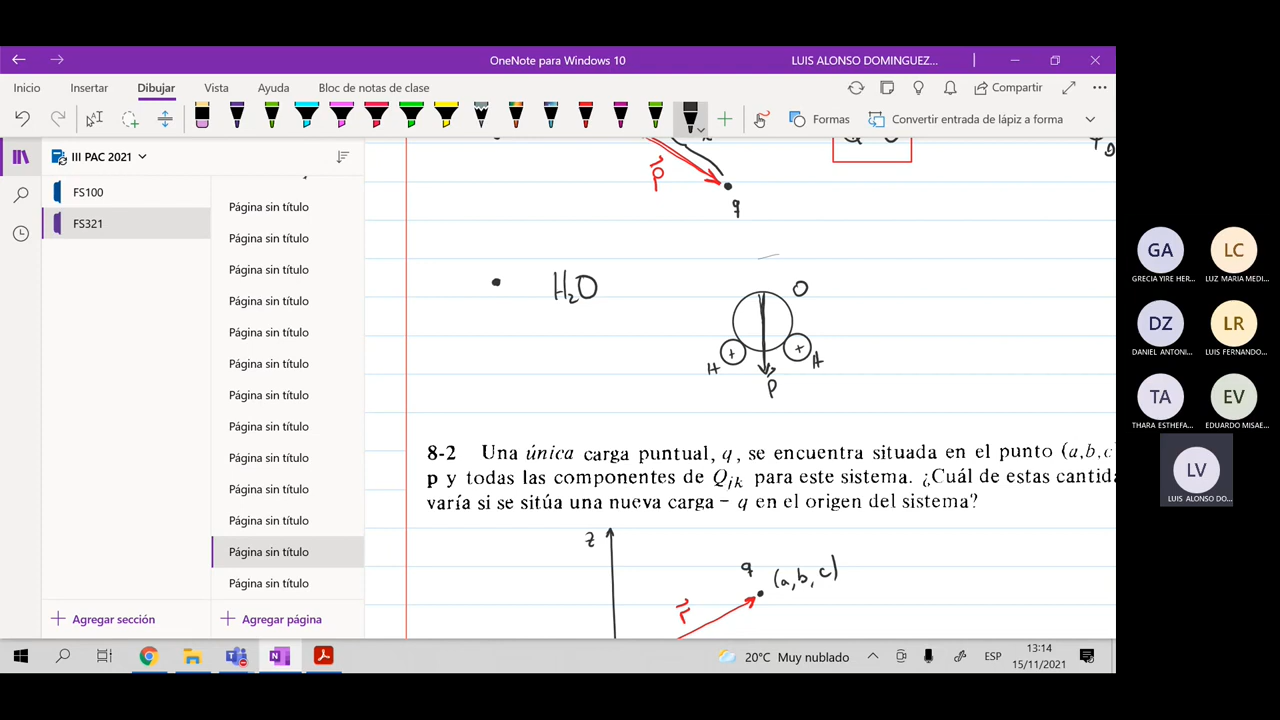 OneNote para Windows 10
LUIS ALONSO DOMINGUEZ...
Inicio Insertar Dibujar Vista Ayuda Bloc de notas de clase
Compartir
Formas
Convertir entrada de lápiz a forma
III PAC 2021
FS100
FS321
Página sin título
Página sin título
Página sin título
Página sin título
Página sin título
Página sin título
Página sin título
Página sin título
Página sin título
Página sin título
Página sin título
Página sin título
Página sin título
Agregar sección
Agregar página
p
q
H₂O
O
+ +
H H
p
8-2 Una única carga puntual, q, se encuentra situada en el punto (a,b,c
p y todas las componentes de Qjk para este sistema. ¿Cuál de estas cantida
varía si se sitúa una nueva carga − q en el origen del sistema?
z
q (a, b, c)
r
GA LC
GRECIA YIRE HER... LUZ MARIA MEDI...
DZ LR
DANIEL ANTONI... LUIS FERNANDO...
TA EV
THARA ESTHEFA... EDUARDO MISAE...
LV
LUIS ALONSO DO...
20°C Muy nublado
ESP
13:14
15/11/2021